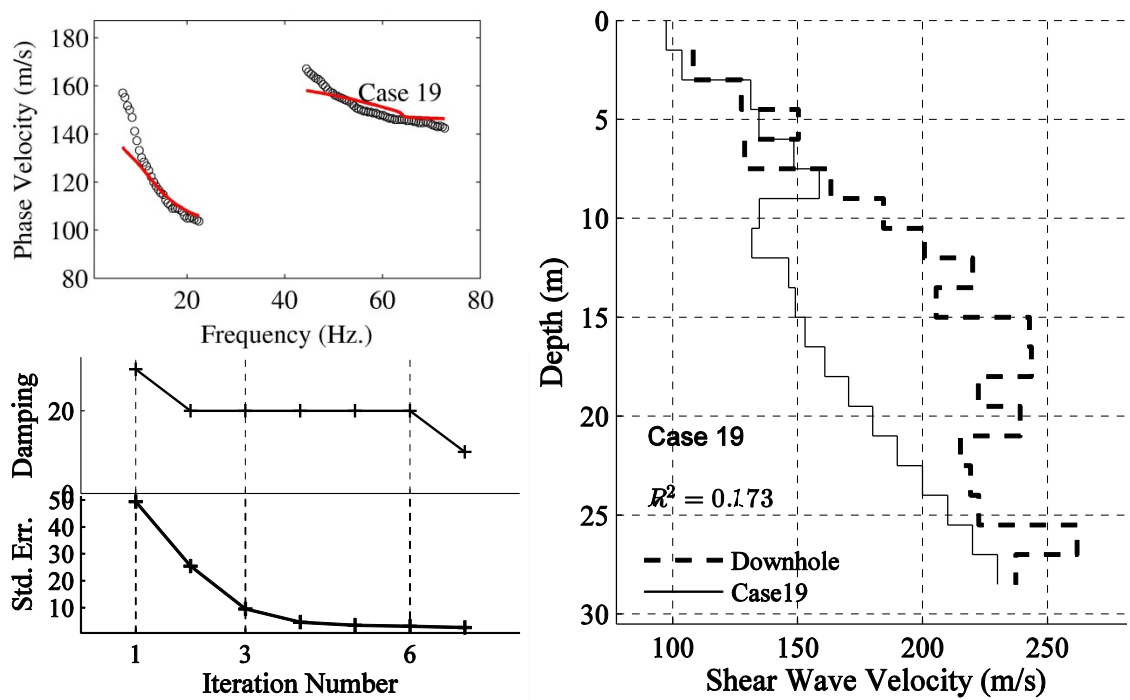 180
160
140
120
100
80
Phase Velocity (m/s)
Case 19
20
40
60
80
Frequency (Hz.)
Damping
20
0
Std. Err.
50
40
30
20
10
1
3
6
Iteration Number
0
5
10
15
20
25
30
Depth (m)
Case 19
R² = 0.173
Downhole
Case19
100
150
200
250
Shear Wave Velocity (m/s)